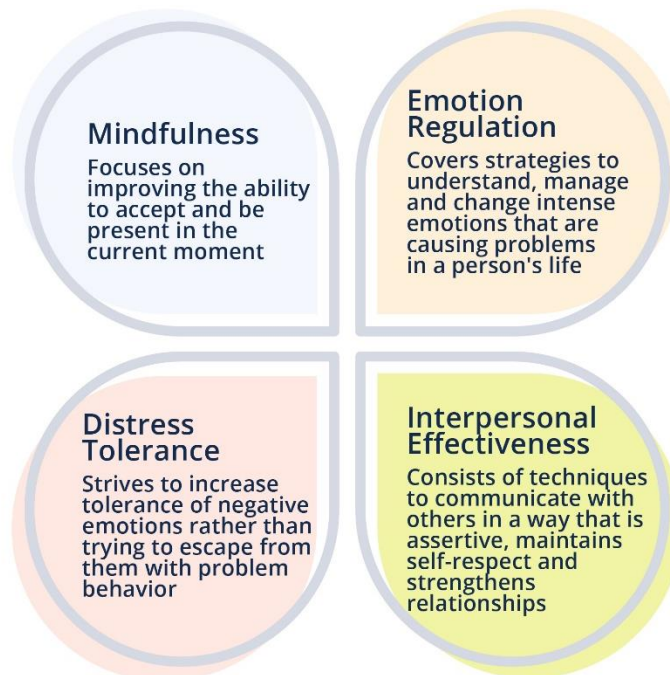 Mindfulness
Focuses on
improving the ability
to accept and be
present in the
current moment
Emotion
Regulation
Covers strategies to
understand, manage
and change intense
emotions that are
causing problems
in a person's life
Distress
Tolerance
Strives to increase
tolerance of negative
emotions rather than
trying to escape from
them with problem
behavior
Interpersonal
Effectiveness
Consists of techniques
to communicate with
others in a way that is
assertive, maintains
self-respect and
strengthens
relationships